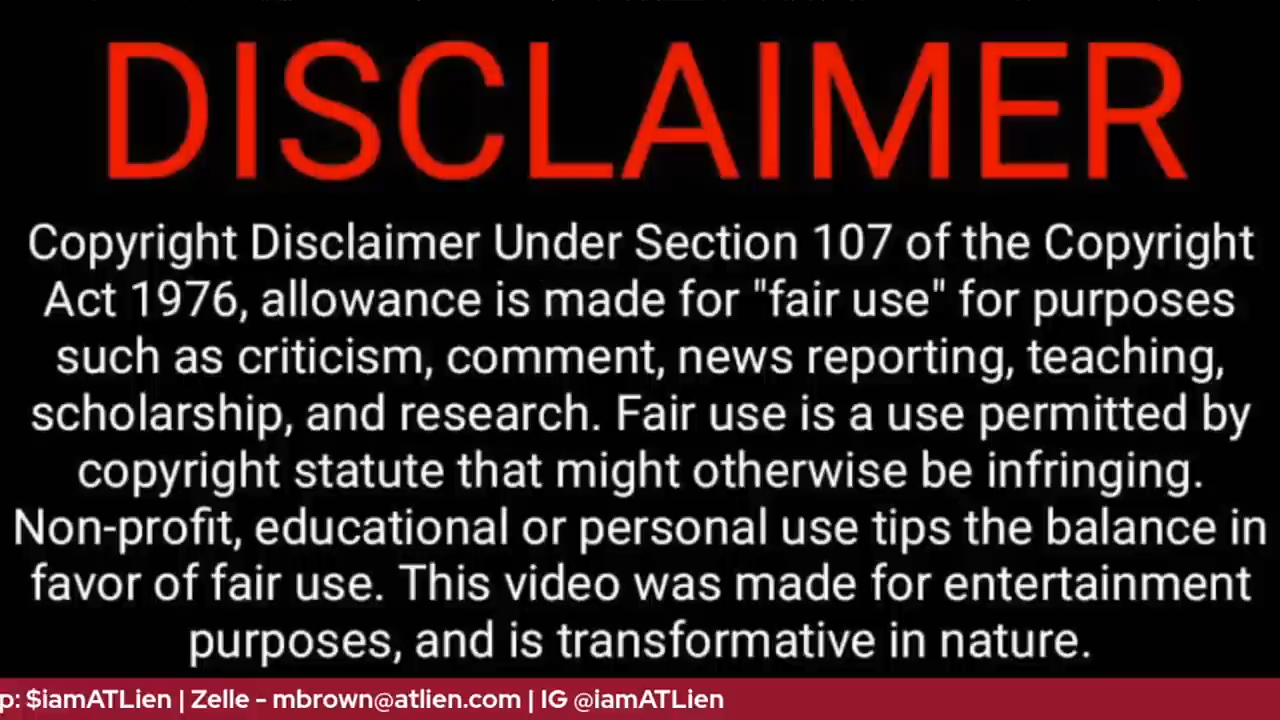 DISCLAIMER
Copyright Disclaimer Under Section 107 of the Copyright
Act 1976, allowance is made for "fair use" for purposes
such as criticism, comment, news reporting, teaching,
scholarship, and research. Fair use is a use permitted by
copyright statute that might otherwise be infringing.
Non-profit, educational or personal use tips the balance in
favor of fair use. This video was made for entertainment
purposes, and is transformative in nature.
p: $iamATLien | Zelle - mbrown@atlien.com | IG @iamATLien